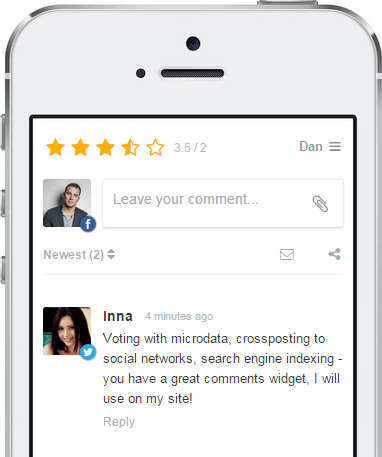 3.5 / 2
Dan
Leave your comment...
Newest (2)
Inna 4 minutes ago
Voting with microdata, crossposting to
social networks, search engine indexing -
you have a great comments widget, I will
use on my site!
Reply